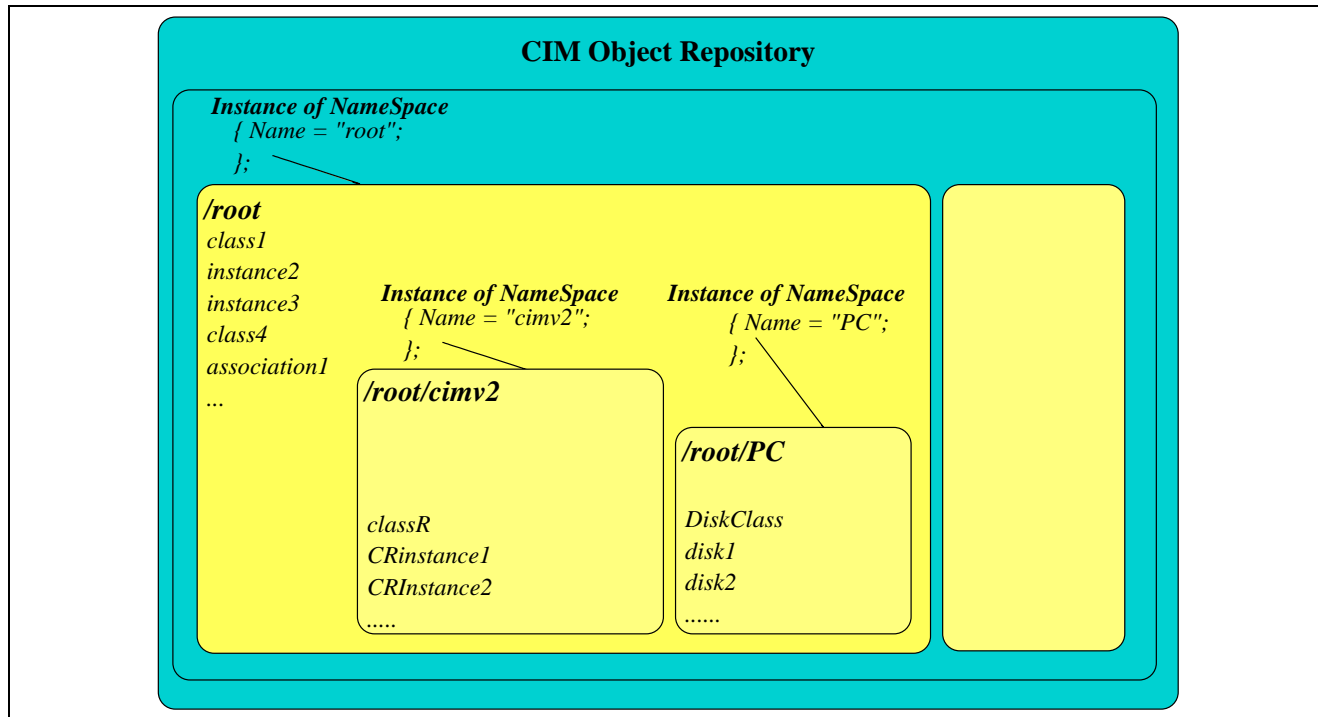 CIM Object Repository
Instance of NameSpace
{ Name = "root";
};
/root
class1
instance2
instance3
class4
association1
...
Instance of NameSpace
{ Name = "cimv2";
};
/root/cimv2
classR
CRinstance1
CRInstance2
.....
Instance of NameSpace
{ Name = "PC";
};
/root/PC
DiskClass
disk1
disk2
......